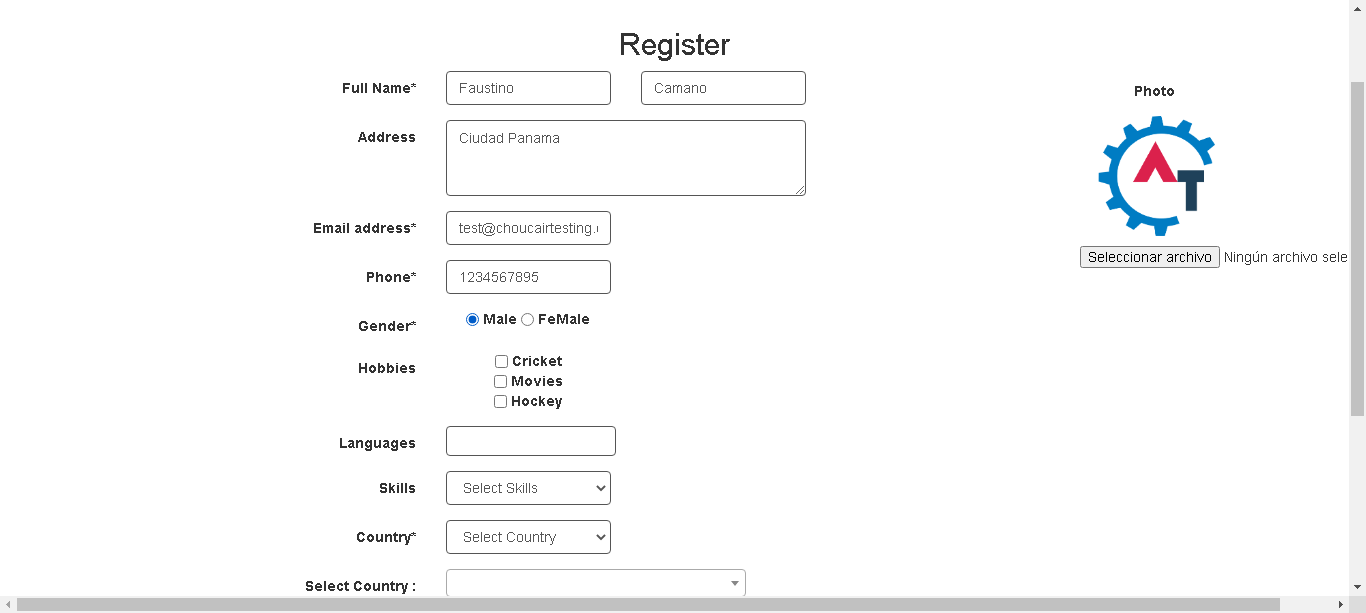 Register
Full Name* Faustino Camano
Photo
Address Ciudad Panama
AT
Email address* test@choucairtesting.
Seleccionar archivo Ningún archivo sele
Phone* 1234567895
Gender* Male FeMale
Hobbies Cricket
Movies
Hockey
Languages
Skills Select Skills
Country* Select Country
Select Country :